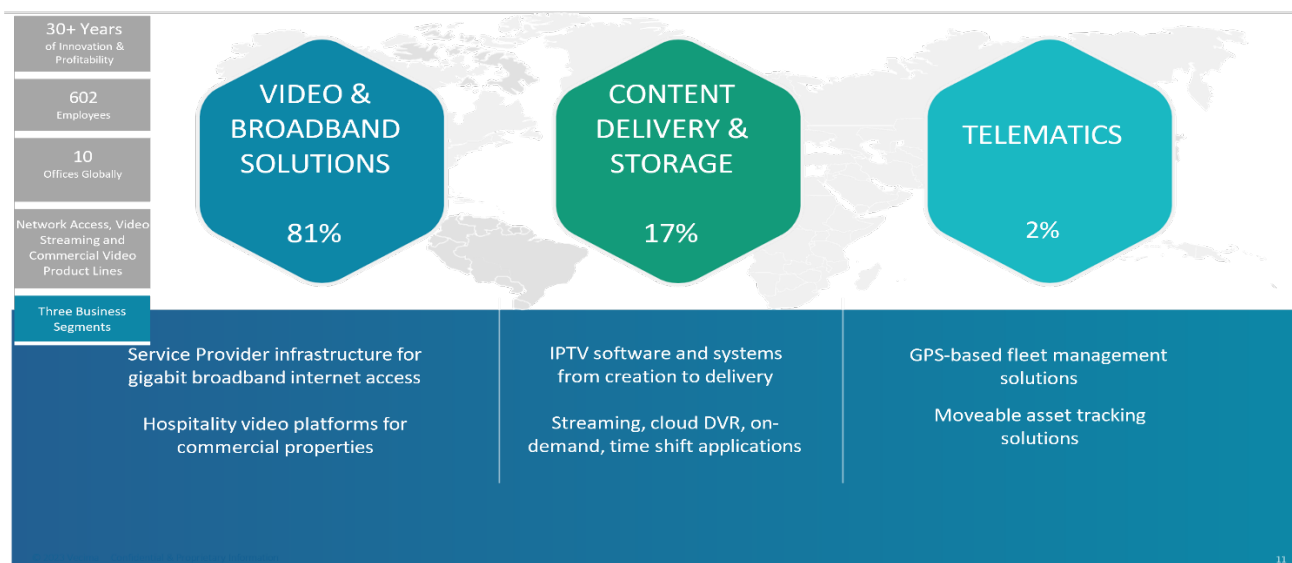 30+ Years
of Innovation &
Profitability
602
Employees
10
Offices Globally
Network Access, Video
Streaming and
Commercial Video
Product Lines
Three Business
Segments
VIDEO &
BROADBAND
SOLUTIONS
81%
CONTENT
DELIVERY &
STORAGE
17%
TELEMATICS
2%
Service Provider infrastructure for
gigabit broadband internet access
Hospitality video platforms for
commercial properties
IPTV software and systems
from creation to delivery
Streaming, cloud DVR, on-
demand, time shift applications
GPS-based fleet management
solutions
Moveable asset tracking
solutions
11